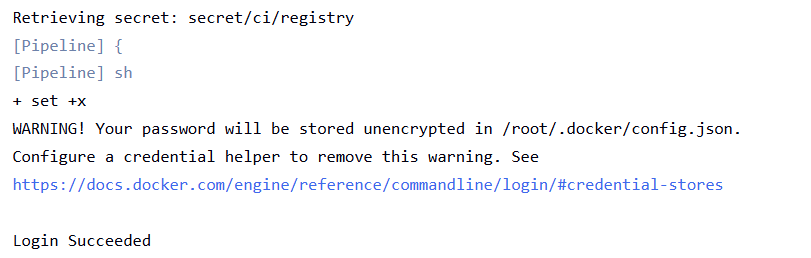 Retrieving secret: secret/ci/registry
[Pipeline] {
[Pipeline] sh
+ set +x
WARNING! Your password will be stored unencrypted in /root/.docker/config.json.
Configure a credential helper to remove this warning. See
https://docs.docker.com/engine/reference/commandline/login/#credential-stores
Login Succeeded